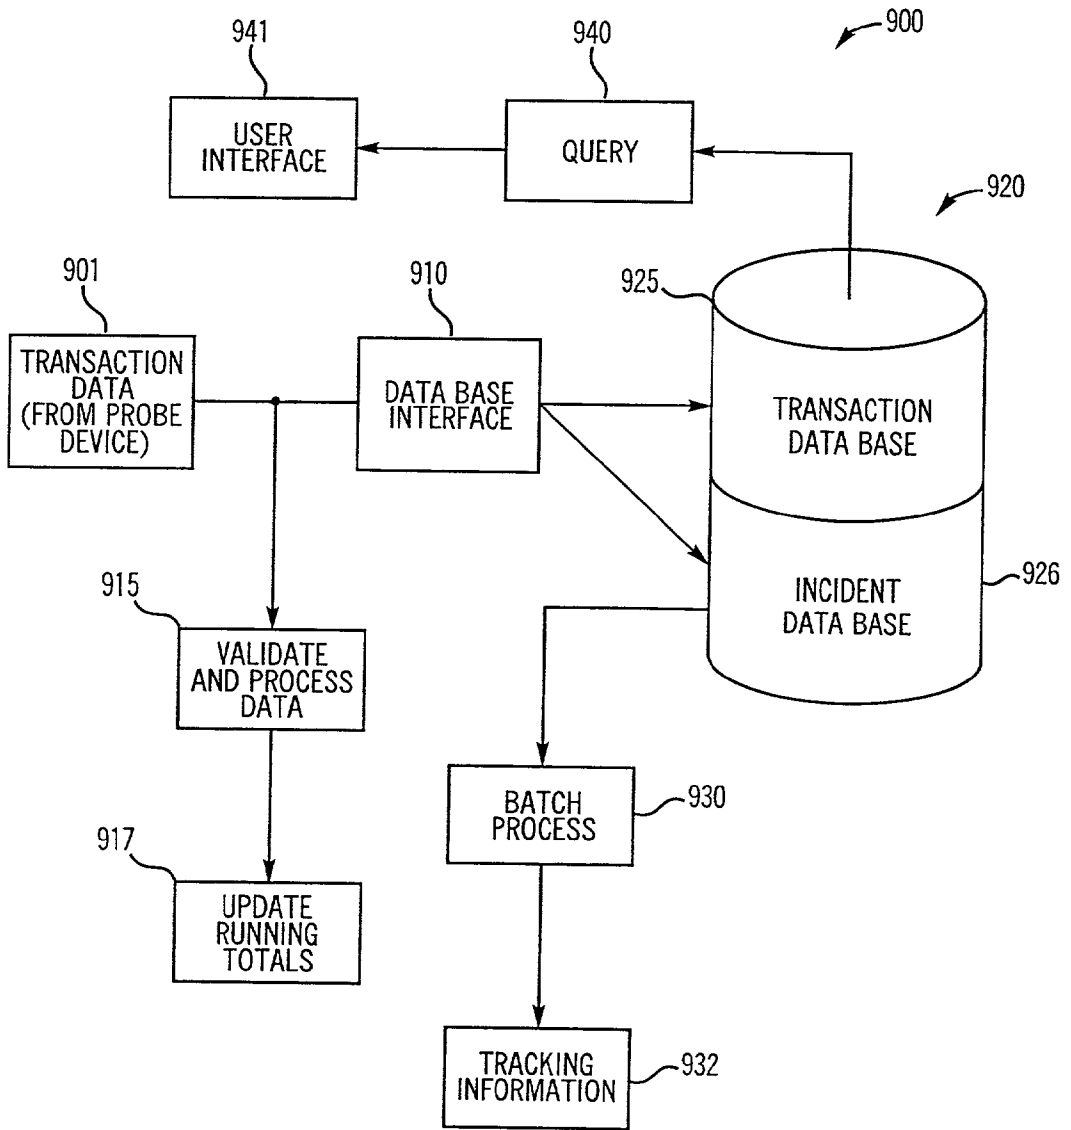 941
940
900
USER
INTERFACE
QUERY
920
901
910
925
TRANSACTION
DATA
(FROM PROBE
DEVICE)
DATA BASE
INTERFACE
TRANSACTION
DATA BASE
915
INCIDENT
DATA BASE
926
VALIDATE
AND PROCESS
DATA
BATCH
PROCESS
930
917
UPDATE
RUNNING
TOTALS
TRACKING
INFORMATION
932